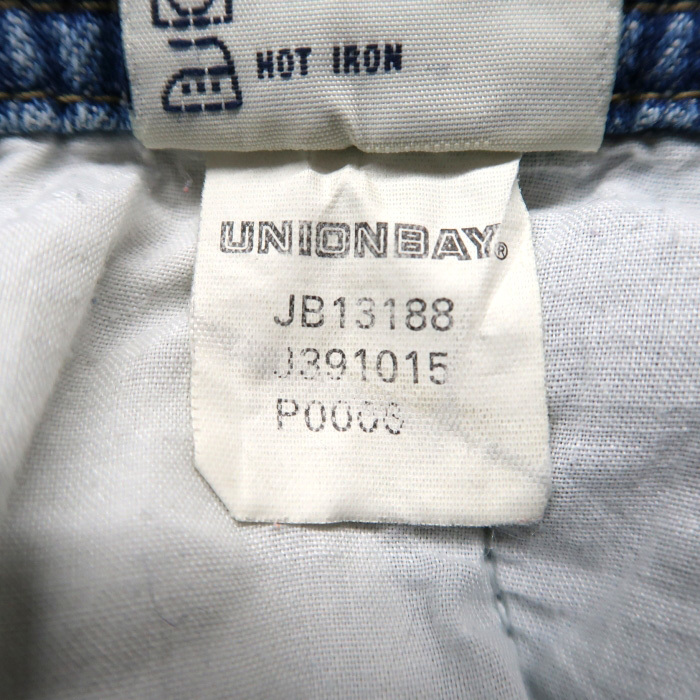 HOT IRON
UNIONBAY®
JB13188
J391015
P0006